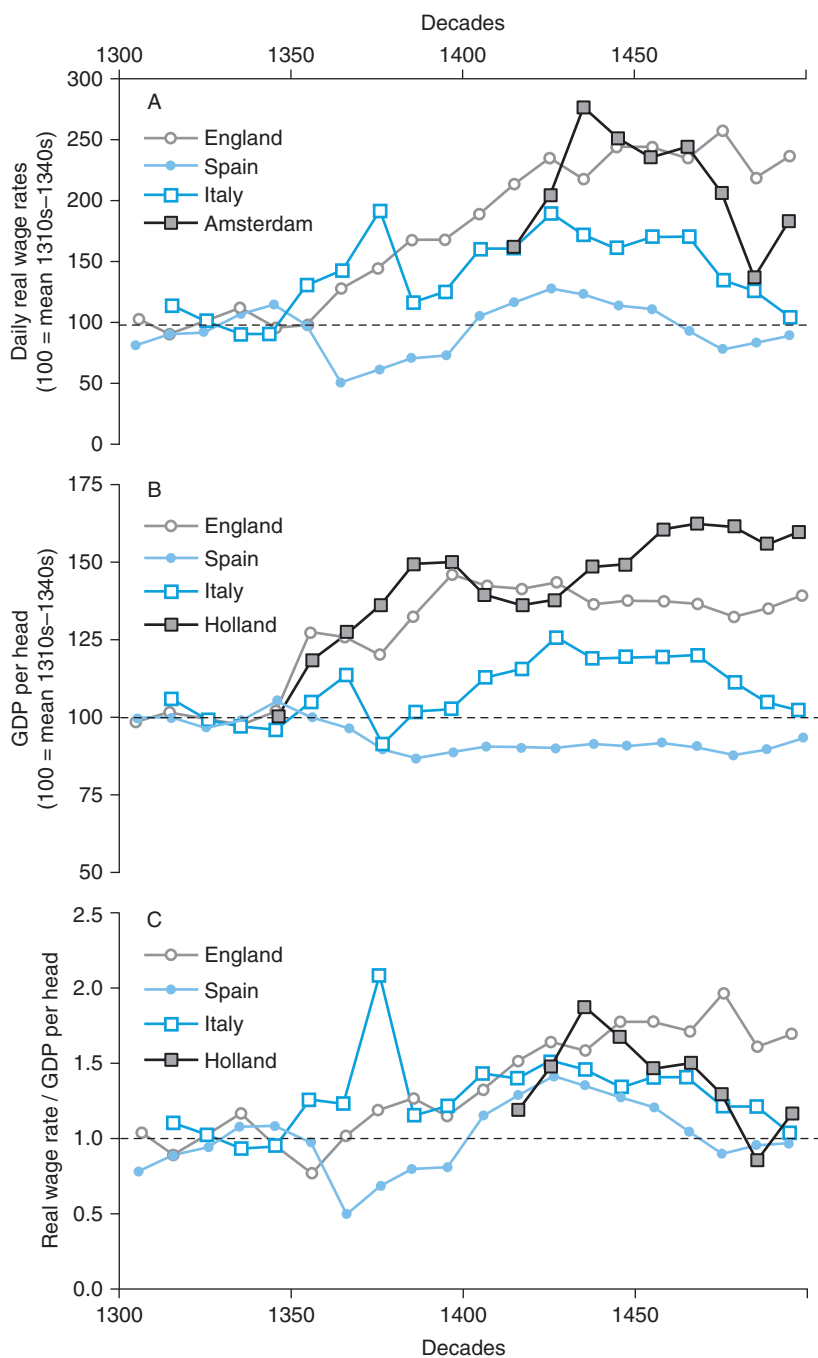 Decades
1300 1350 1400 1450
300
250
200
150
100
50
0
Daily real wage rates
(100 = mean 1310s–1340s)
A
England
Spain
Italy
Amsterdam
175
150
125
100
75
50
GDP per head
(100 = mean 1310s–1340s)
B
England
Spain
Italy
Holland
2.5
2.0
1.5
1.0
0.5
0.0
Real wage rate / GDP per head
C
England
Spain
Italy
Holland
1300 1350 1400 1450
Decades